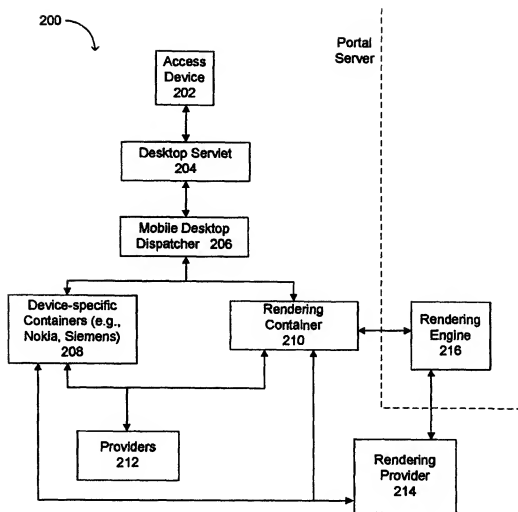 200
Portal
Server
Access
Device
202
Desktop Servlet
204
Mobile Desktop
Dispatcher 206
Device-specific
Containers (e.g.,
Nokia, Siemens)
208
Rendering
Container
210
Rendering
Engine
216
Providers
212
Rendering
Provider
214